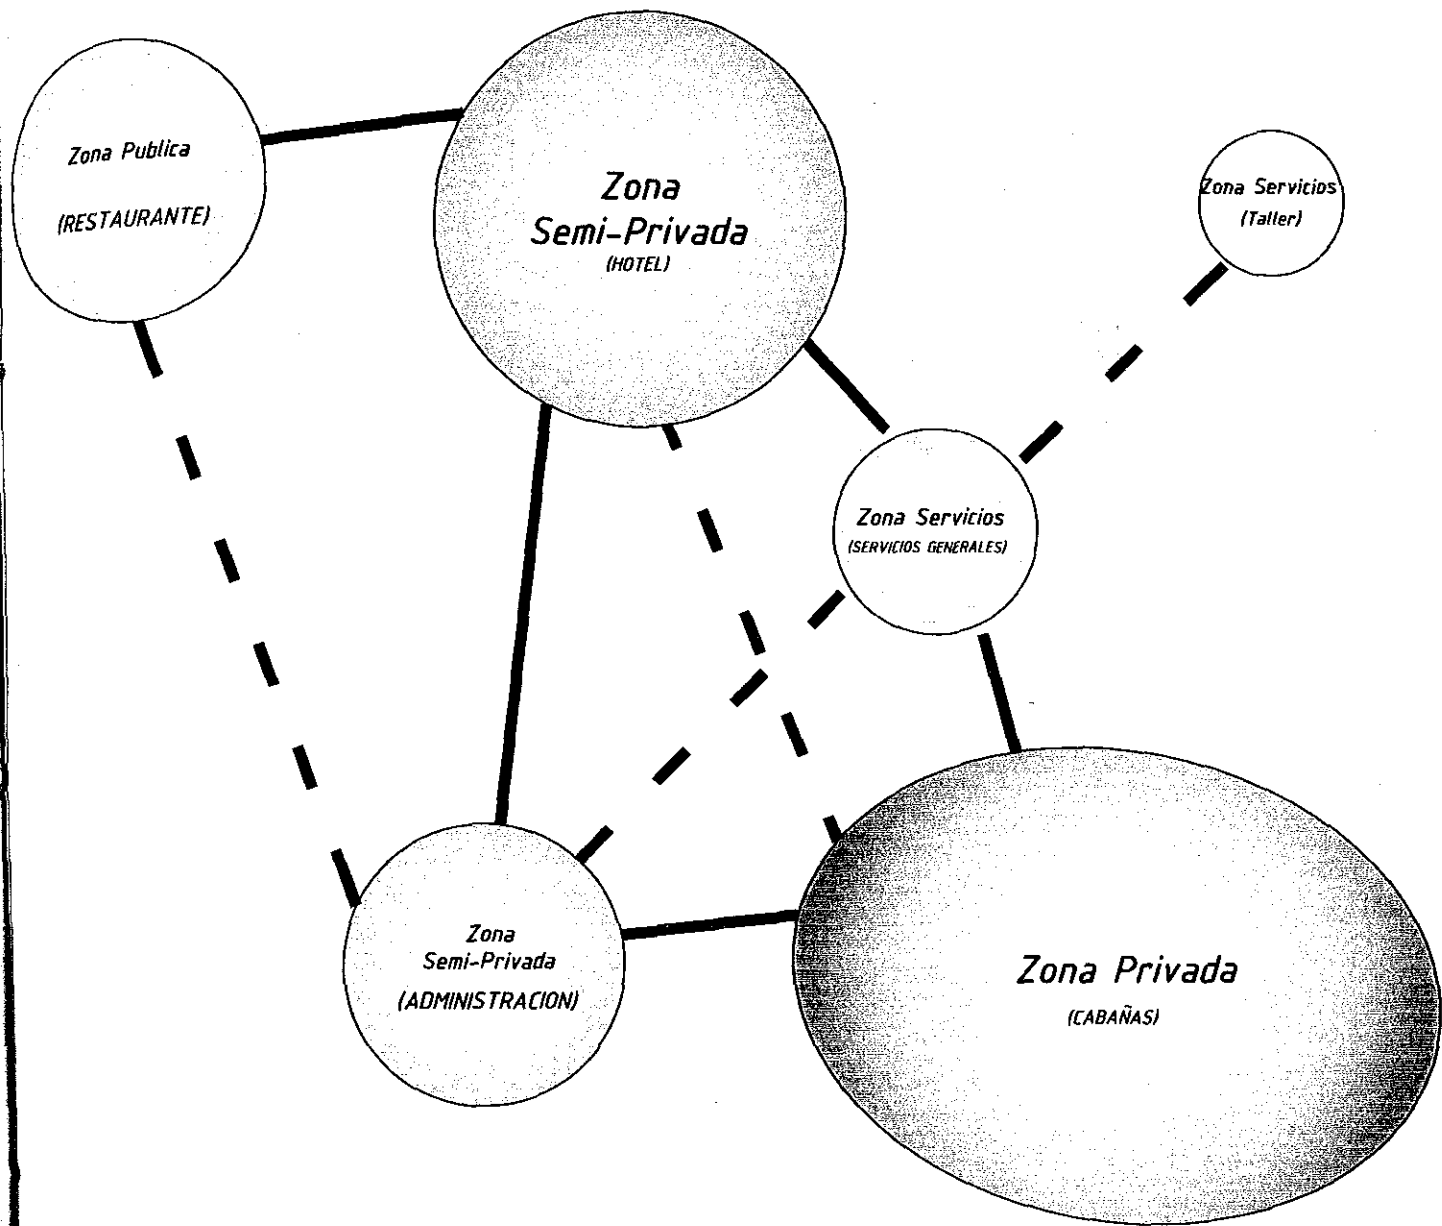 Zona Publica
(RESTAURANTE)
Zona
Semi-Privada
(HOTEL)
Zona Servicios
(Taller)
Zona Servicios
(SERVICIOS GENERALES)
Zona
Semi-Privada
(ADMINISTRACION)
Zona Privada
(CABAÑAS)